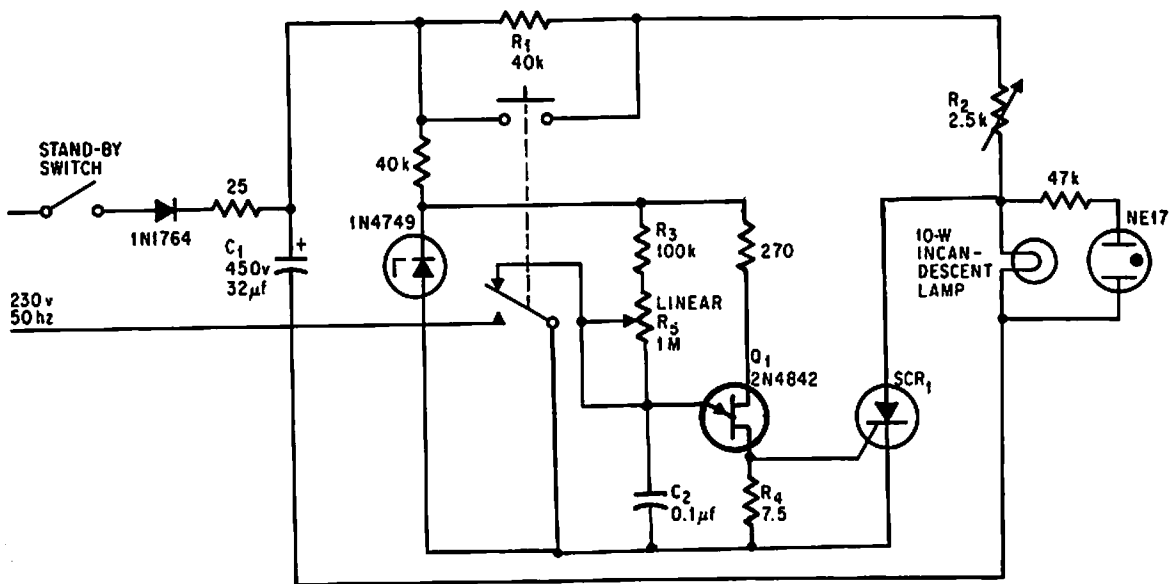 R1
40k
R2
2.5k
STAND-BY
SWITCH
40k
25
1N1764
47k
NE17
1N4749
R3
100k
270
10-W
INCAN-
DESCENT
LAMP
C1
450v
32μf
+
230v
50hz
LINEAR
R5
1M
Q1
2N4842
SCR1
C2
0.1μf
R4
7.5